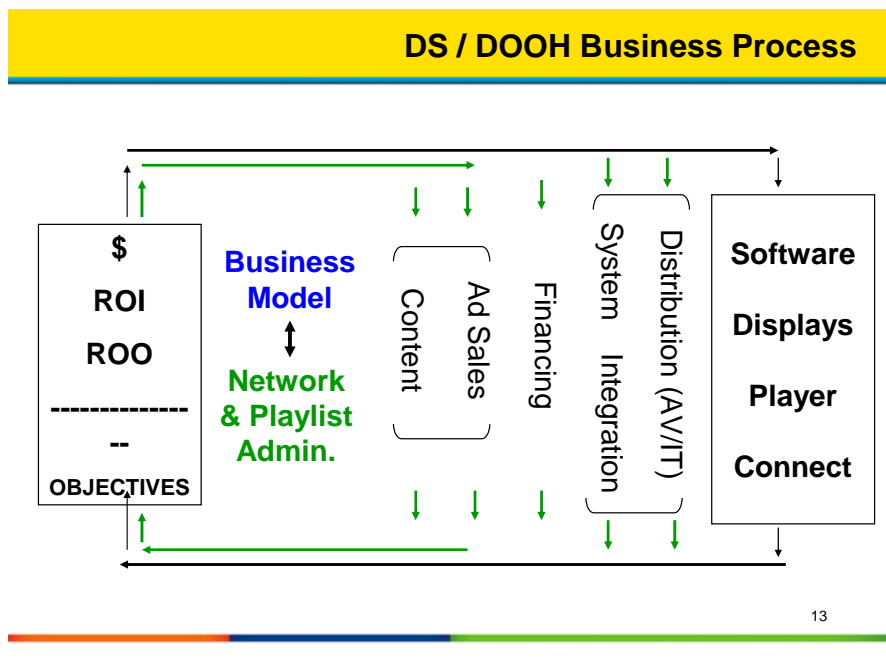 DS / DOOH Business Process
$
ROI
ROO
--------------
--
OBJECTIVES
Business
Model
Network
& Playlist
Admin.
Content
Ad Sales
Financing
System Integration
Distribution (AV/IT)
Software
Displays
Player
Connect
13